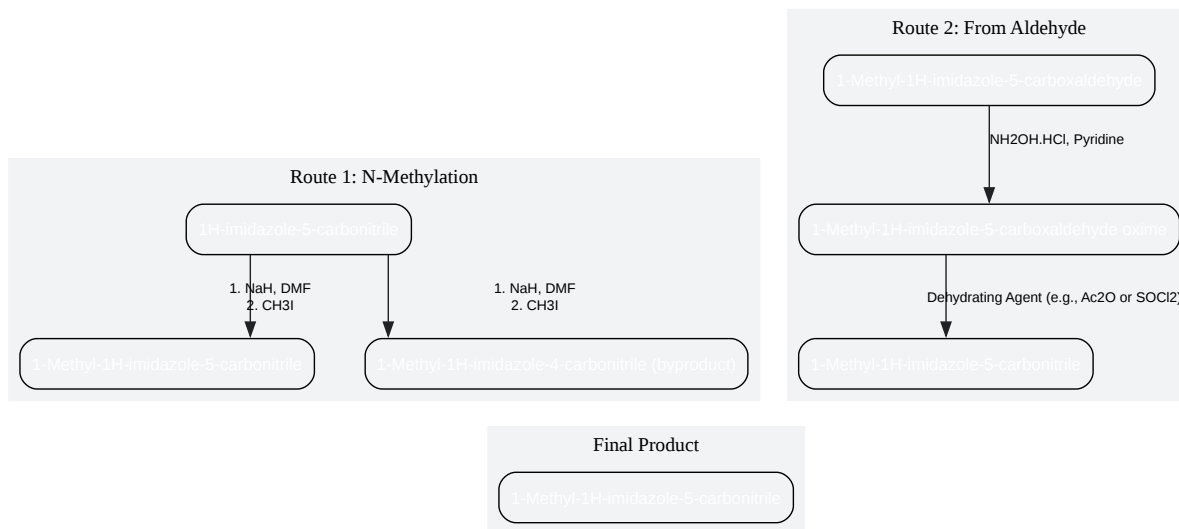 Route 2: From Aldehyde
1-Methyl-1H-imidazole-5-carboxaldehyde
NH2OH.HCl, Pyridine
1-Methyl-1H-imidazole-5-carboxaldehyde oxime
Dehydrating Agent (e.g., Ac2O or SOCl2)
1-Methyl-1H-imidazole-5-carbonitrile
Route 1: N-Methylation
1H-imidazole-5-carbonitrile
1. NaH, DMF
2. CH3I
1. NaH, DMF
2. CH3I
1-Methyl-1H-imidazole-5-carbonitrile
1-Methyl-1H-imidazole-4-carbonitrile (byproduct)
Final Product
1-Methyl-1H-imidazole-5-carbonitrile